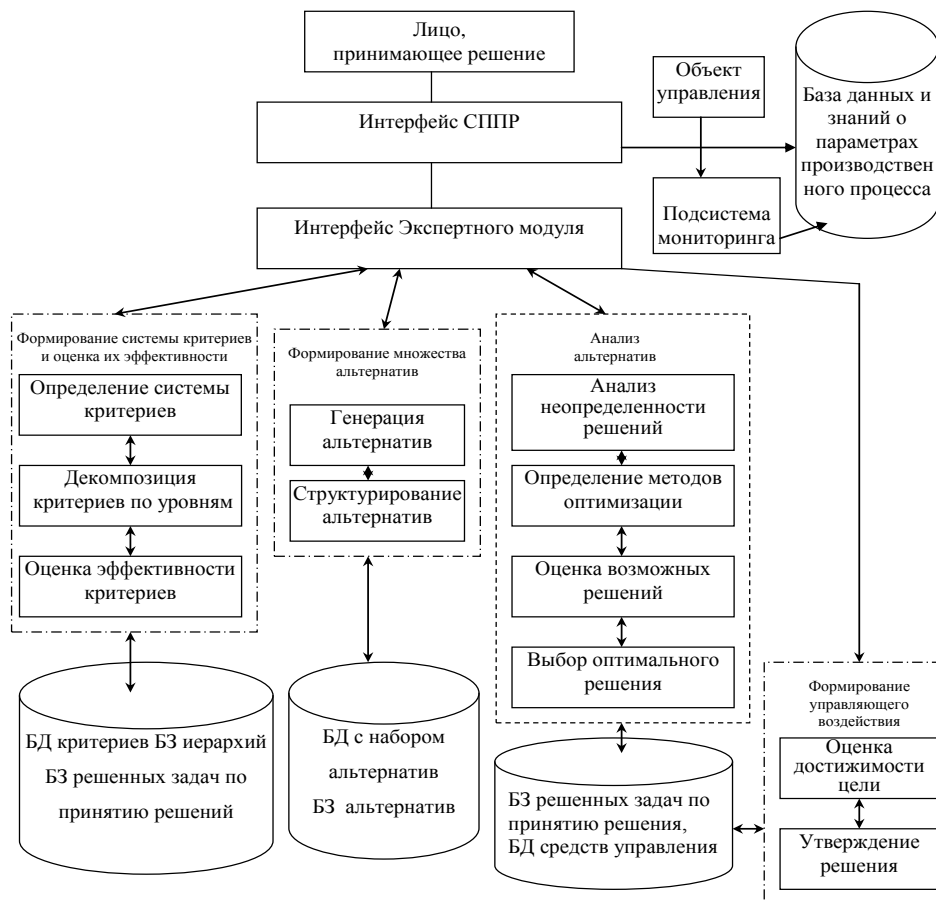 Лицо,
принимающее решение
Объект
управления
База данных и
знаний о
параметрах
производствен
ного процесса
Интерфейс СППР
Подсистема
мониторинга
Интерфейс Экспертного модуля
Формирование системы критериев
и оценка их эффективности
Определение системы
критериев
Декомпозиция
критериев по уровням
Оценка эффективности
критериев
БД критериев БЗ иерархий
БЗ решенных задач по
принятию решений
Формирование множества
альтернатив
Генерация
альтернатив
Структурирование
альтернатив
БД с набором
альтернатив
БЗ альтернатив
Анализ
альтернатив
Анализ
неопределенности
решений
Определение методов
оптимизации
Оценка возможных
решений
Выбор оптимального
решения
БЗ решенных задач по
принятию решения,
БД средств управления
Формирование
управляющего
воздействия
Оценка
достижимости
цели
Утверждение
решения